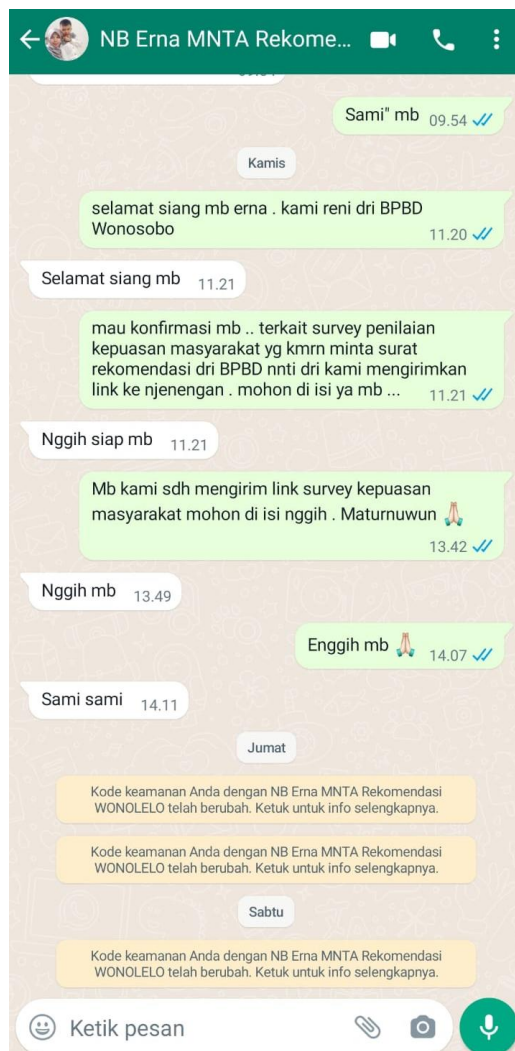 NB Erna MNTA Rekome...
Sami" mb 09.54
Kamis
selamat siang mb erna . kami reni dri BPBD
Wonosobo
11.20
Selamat siang mb 11.21
mau konfirmasi mb .. terkait survey penilaian
kepuasan masyarakat yg kmrn minta surat
rekomendasi dri BPBD nnti dri kami mengirimkan
link ke njenengan . mohon di isi ya mb ... 11.21
Nggih siap mb 11.21
Mb kami sdh mengirim link survey kepuasan
masyarakat mohon di isi nggih . Maturnuwun 🙏🏻
13.42
Nggih mb 13.49
Enggih mb 🙏🏻 14.07
Sami sami 14.11
Jumat
Kode keamanan Anda dengan NB Erna MNTA Rekomendasi
WONOLELO telah berubah. Ketuk untuk info selengkapnya.
Kode keamanan Anda dengan NB Erna MNTA Rekomendasi
WONOLELO telah berubah. Ketuk untuk info selengkapnya.
Sabtu
Kode keamanan Anda dengan NB Erna MNTA Rekomendasi
WONOLELO telah berubah. Ketuk untuk info selengkapnya.
Ketik pesan